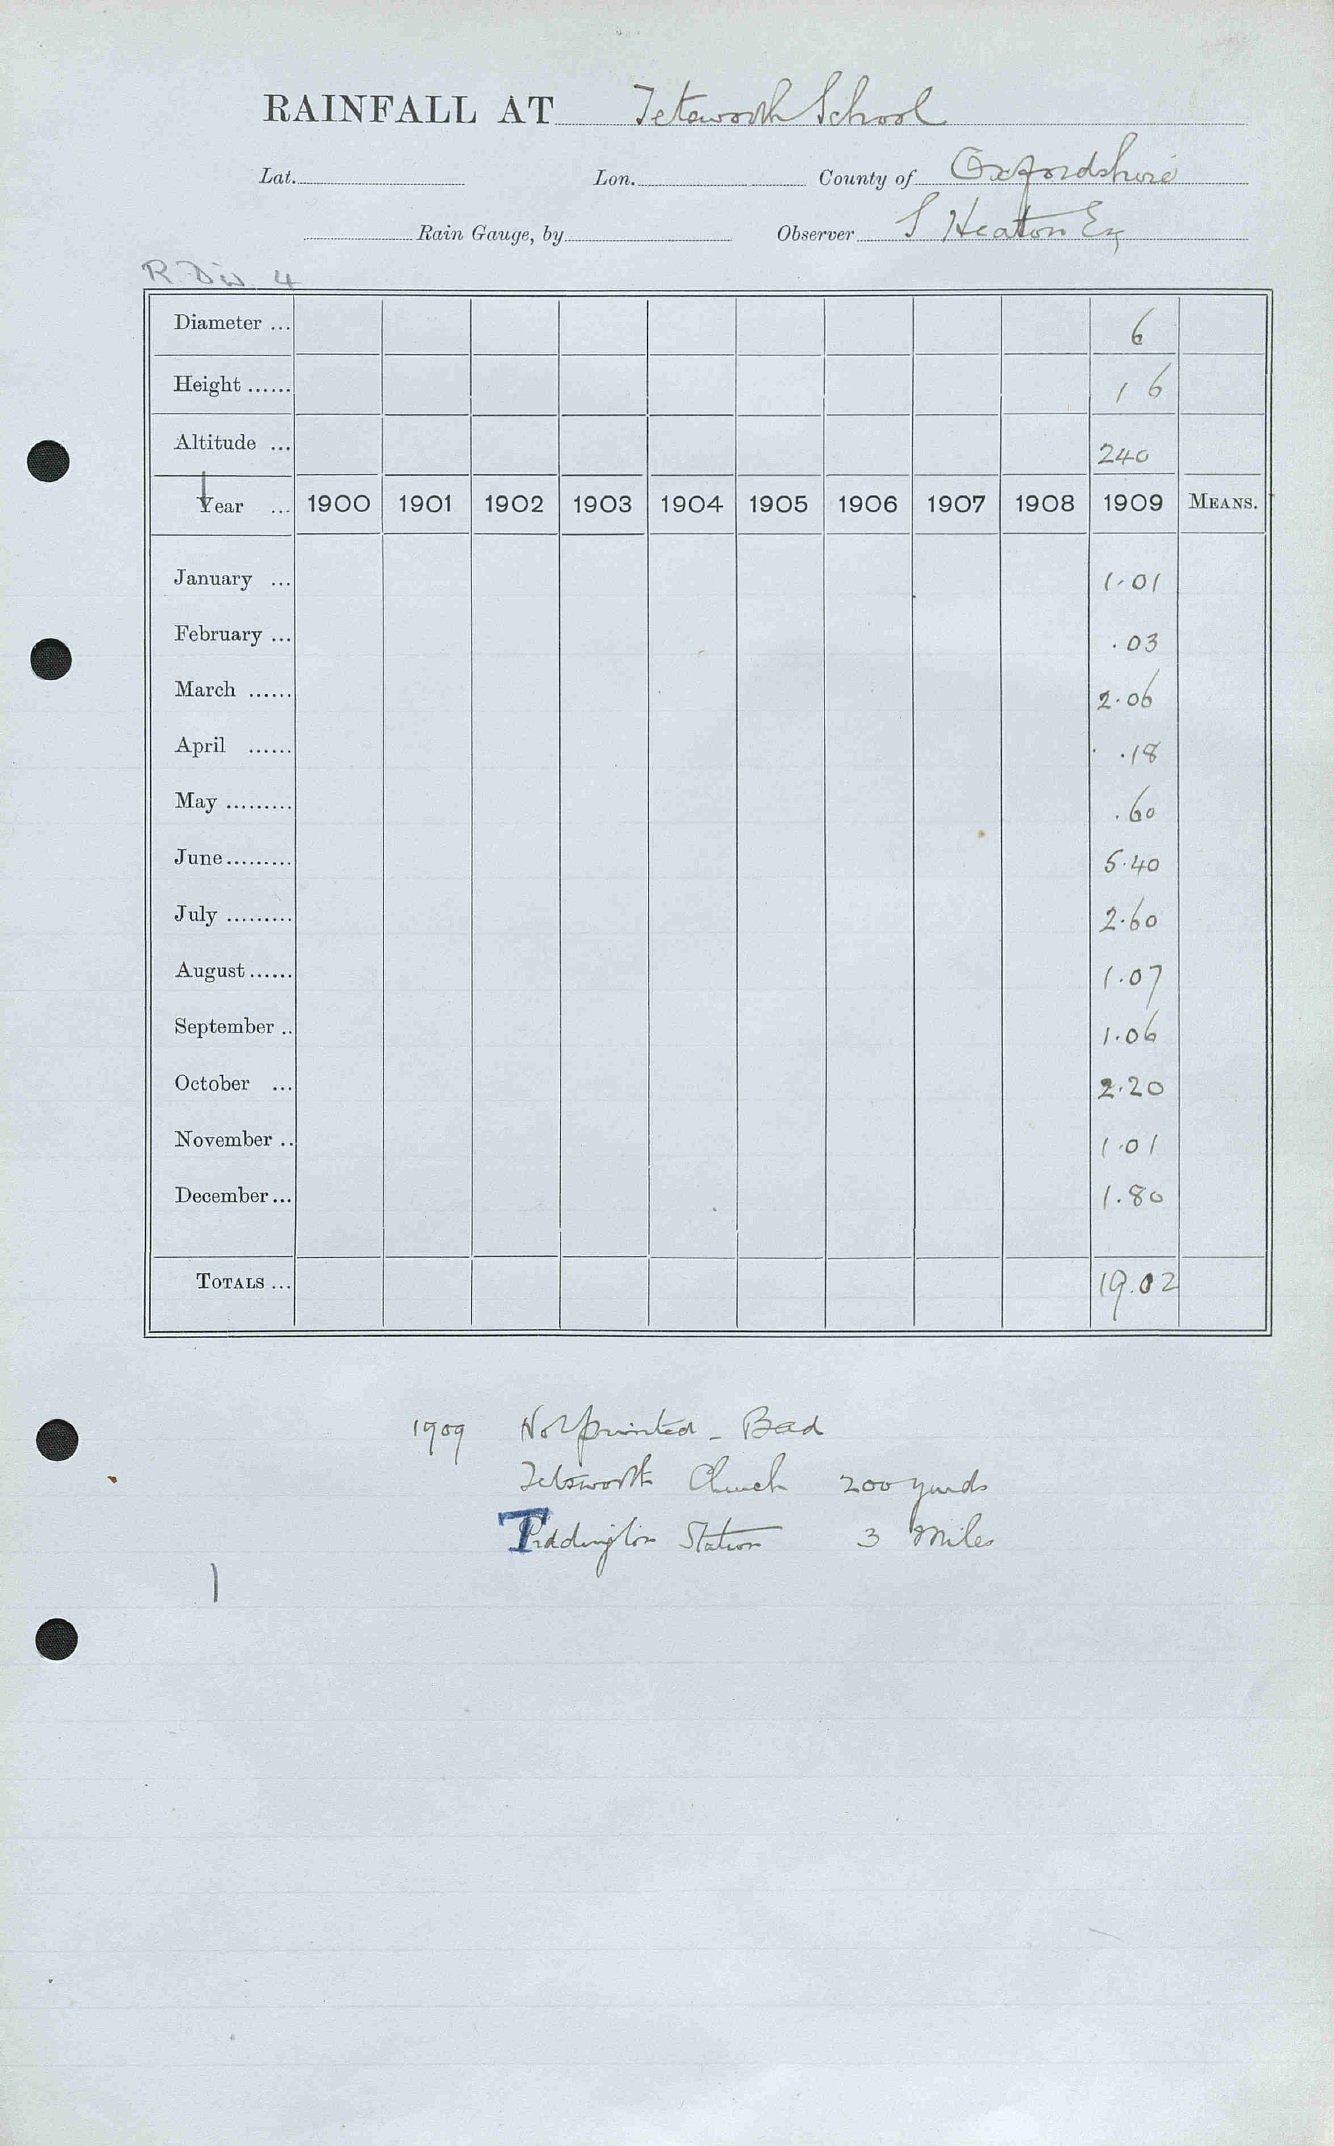 RAINFALL AT Tetsworth School
Lat. Lon. County of Oxfordshire
Rain Gauge, by Observer S Heaton Esq
R Div 4
Diameter ... 6
Height ...... 1 6
Altitude ... 240
Year ... 1900 1901 1902 1903 1904 1905 1906 1907 1908 1909 MEANS.
January ... 1.01
February ... .03
March ...... 2.06
April ...... .18
May ......... .60
June......... 5.40
July ......... 2.60
August...... 1.07
September .. 1.06
October ... 2.20
November .. 1.01
December... 1.80
TOTALS ... 19.02
1909 Not printed - Bad
Tetsworth Church 200 yards
Tiddington Station 3 Miles